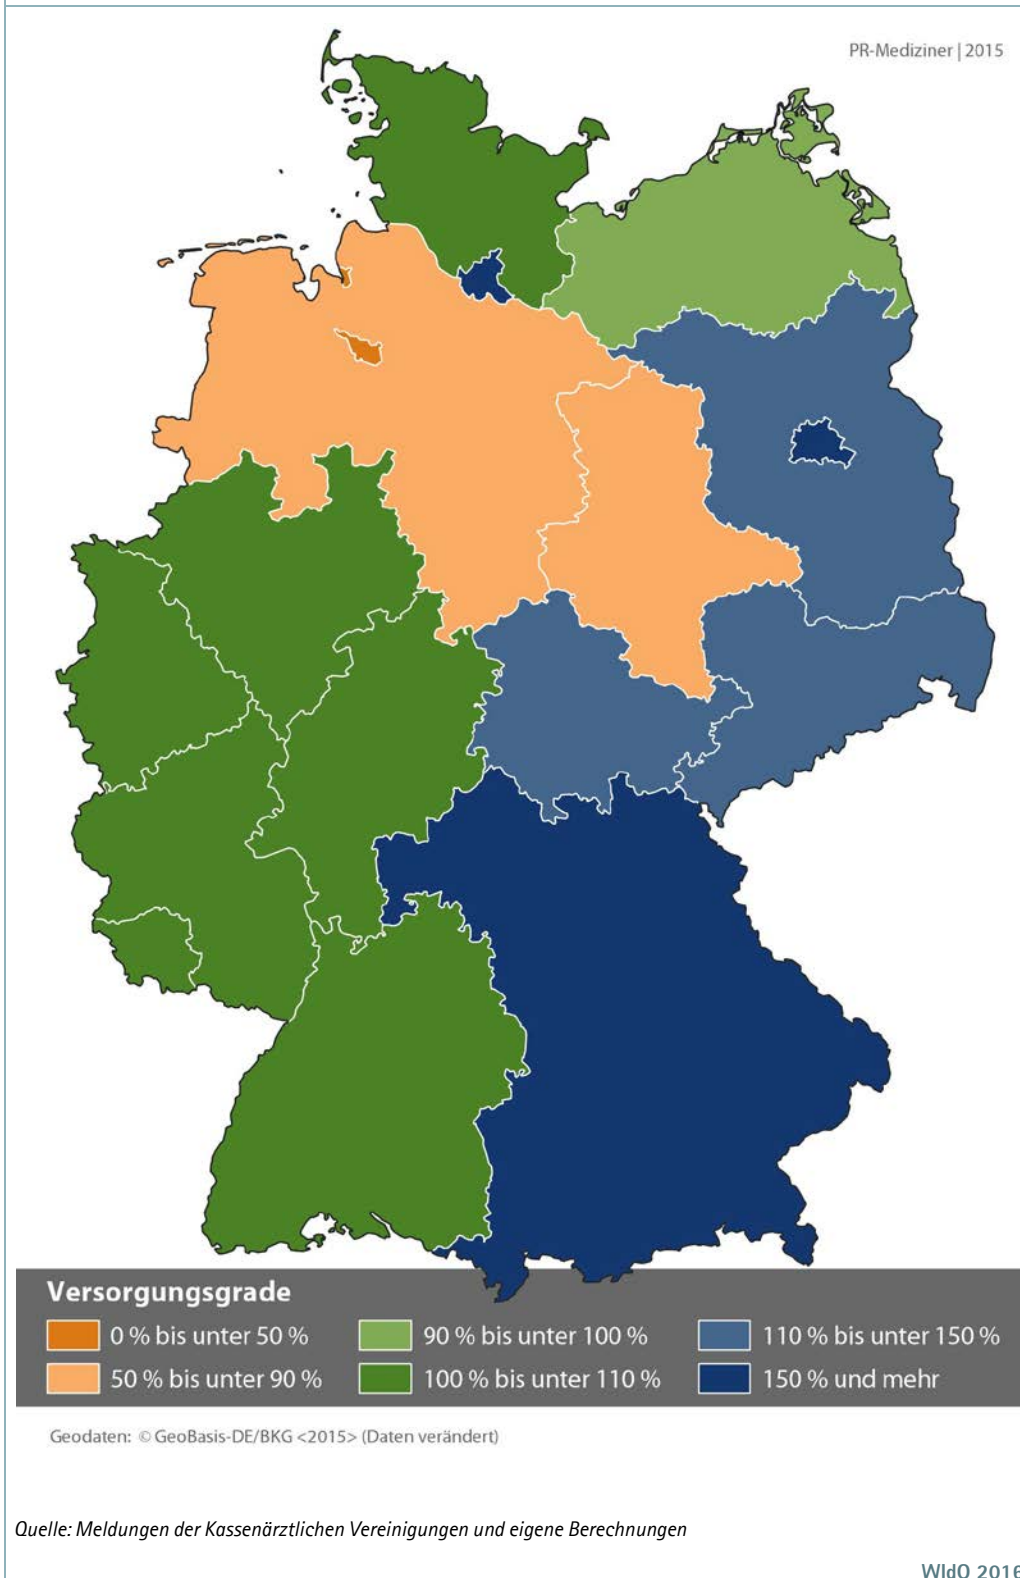 PR-Mediziner | 2015
Versorgungsgrade
0 % bis unter 50 %
90 % bis unter 100 %
110 % bis unter 150 %
50 % bis unter 90 %
100 % bis unter 110 %
150 % und mehr
Geodaten: © GeoBasis-DE/BKG <2015> (Daten verändert)
Quelle: Meldungen der Kassenärztlichen Vereinigungen und eigene Berechnungen
WIdO 2016